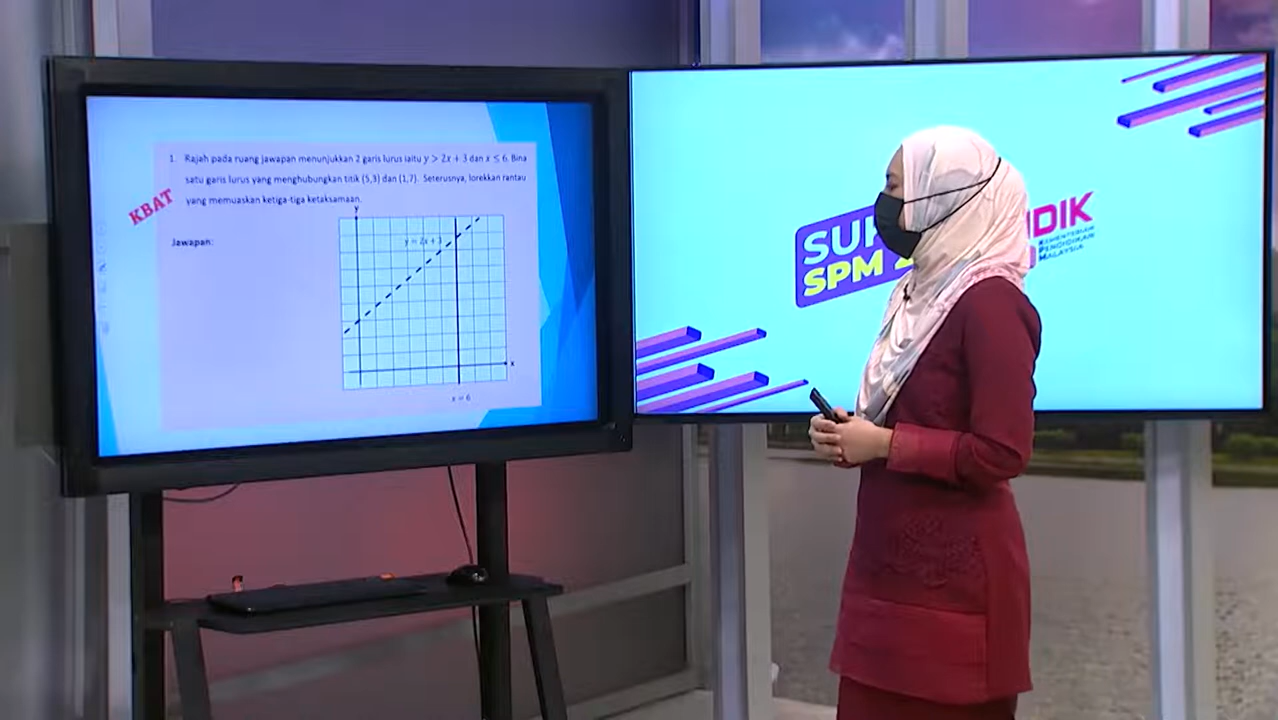 1. Rajah pada ruang jawapan menunjukkan 2 garis lurus iaitu y > 2x + 3 dan x ≤ 6. Bina
satu garis lurus yang menghubungkan titik (5,3) dan (1,7). Seterusnya, lorekkan rantau
yang memuaskan ketiga-tiga ketaksamaan.
KBAT
Jawapan:
y
y = 2x + 3
x
x = 6
SPM
IDIK
KEMENTERIAN
PENDIDIKAN
MALAYSIA